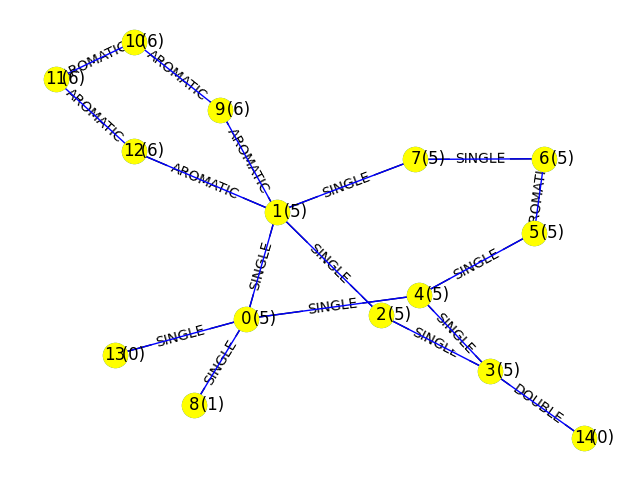 10(6)
11(6)
AROMATIC
9(6)
AROMATIC
12(6)
AROMATIC
AROMATIC
7(5)
SINGLE
6(5)
SINGLE
1(5)
5(5)
SINGLE
SINGLE
SINGLE
4(5)
SINGLE
0(5)
2(5)
SINGLE
SINGLE
SINGLE
13(0)
3(5)
SINGLE
8(1)
DOUBLE
14(0)